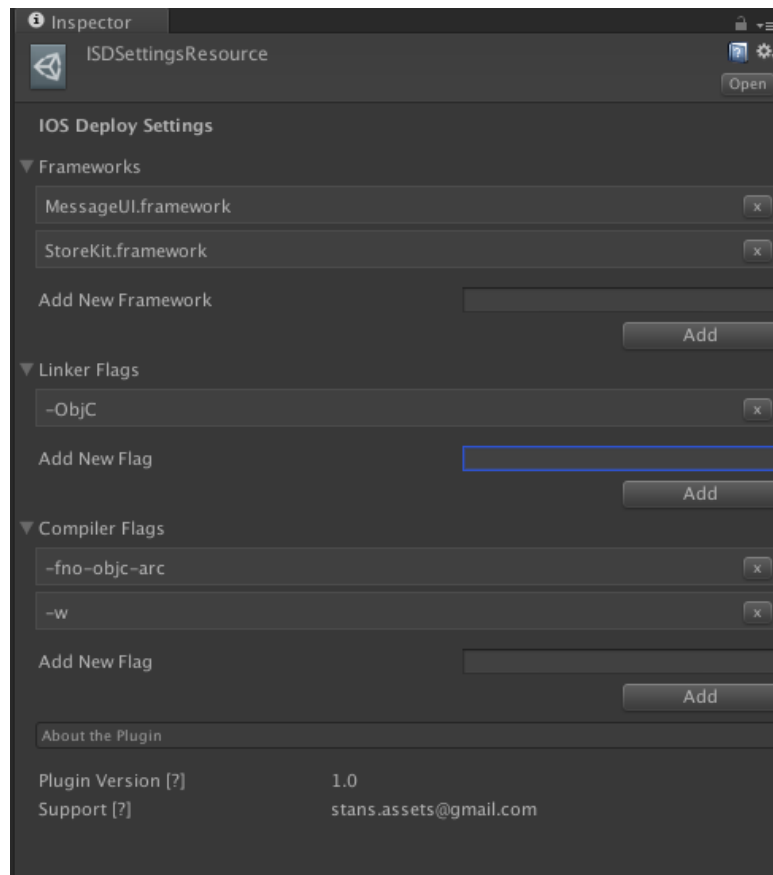 Inspector
ISDSettingsResource
Open
IOS Deploy Settings
Frameworks
MessageUI.framework x
StoreKit.framework x
Add New Framework
Add
Linker Flags
-ObjC x
Add New Flag
Add
Compiler Flags
-fno-objc-arc x
-w x
Add New Flag
Add
About the Plugin
Plugin Version [?] 1.0
Support [?] stans.assets@gmail.com